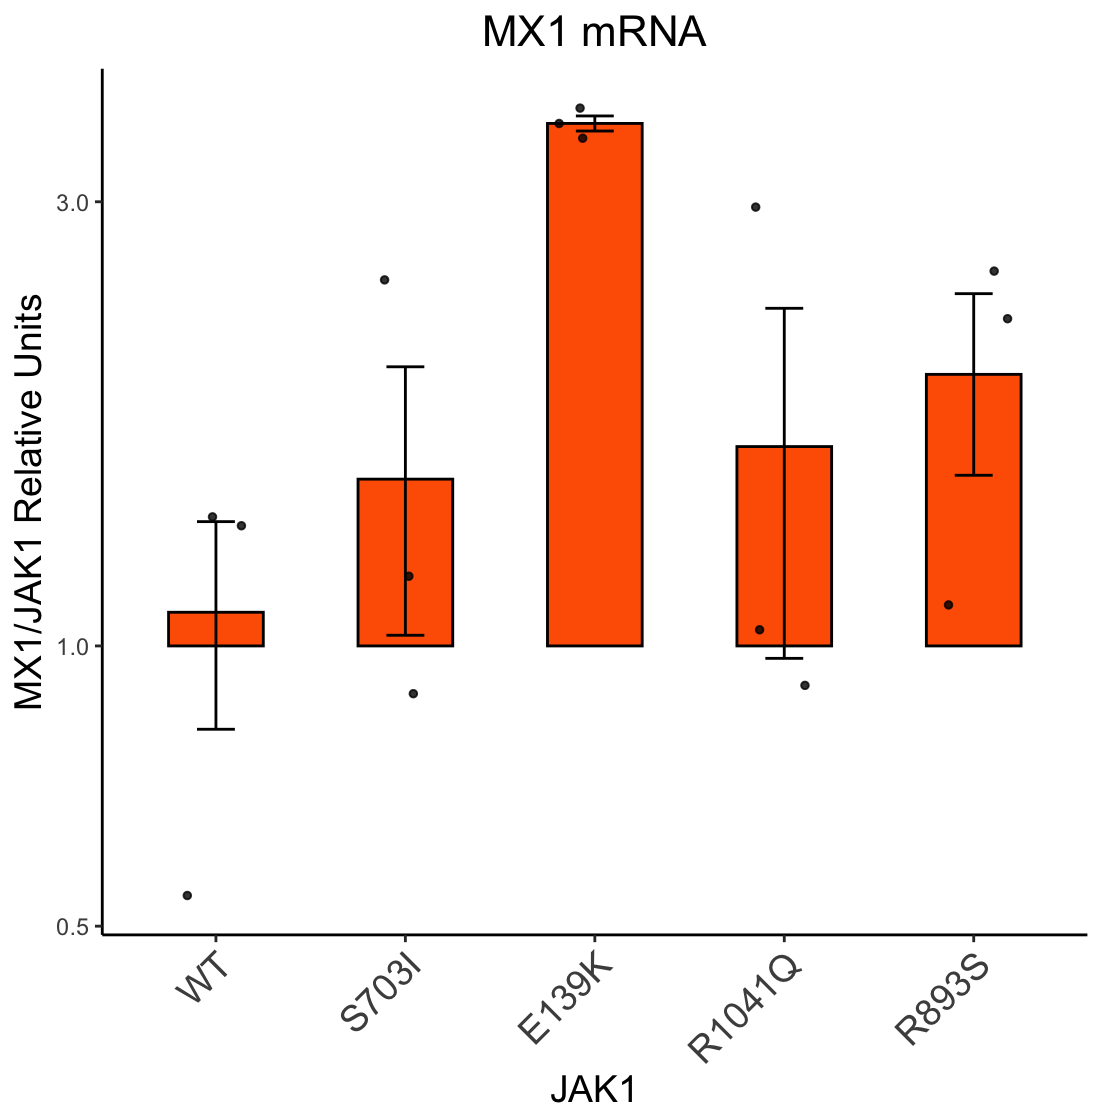 MX1 mRNA
MX1/JAK1 Relative Units
3.0
1.0
0.5
WT
S703I
E139K
R1041Q
R893S
JAK1